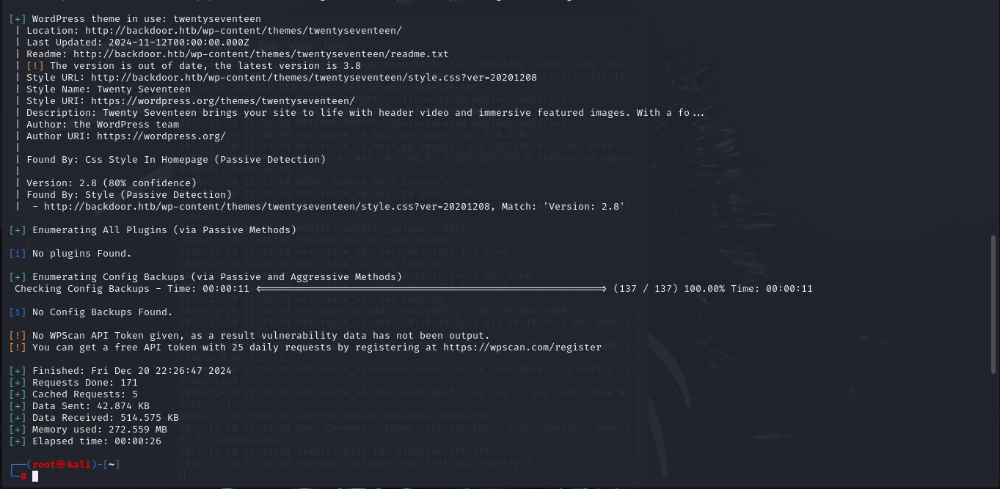 [+] WordPress theme in use: twentyseventeen
 | Location: http://backdoor.htb/wp-content/themes/twentyseventeen/
 | Last Updated: 2024-11-12T00:00:00.000Z
 | Readme: http://backdoor.htb/wp-content/themes/twentyseventeen/readme.txt
 | [!] The version is out of date, the latest version is 3.8
 | Style URL: http://backdoor.htb/wp-content/themes/twentyseventeen/style.css?ver=20201208
 | Style Name: Twenty Seventeen
 | Style URI: https://wordpress.org/themes/twentyseventeen/
 | Description: Twenty Seventeen brings your site to life with header video and immersive featured images. With a fo...
 | Author: the WordPress team
 | Author URI: https://wordpress.org/
 |
 | Found By: Css Style In Homepage (Passive Detection)
 |
 | Version: 2.8 (80% confidence)
 | Found By: Style (Passive Detection)
 |  - http://backdoor.htb/wp-content/themes/twentyseventeen/style.css?ver=20201208, Match: 'Version: 2.8'
[+] Enumerating All Plugins (via Passive Methods)
[i] No plugins Found.
[+] Enumerating Config Backups (via Passive and Aggressive Methods)
 Checking Config Backups - Time: 00:00:11 <=============================================================> (137 / 137) 100.00% Time: 00:00:11
[i] No Config Backups Found.
[!] No WPScan API Token given, as a result vulnerability data has not been output.
[!] You can get a free API token with 25 daily requests by registering at https://wpscan.com/register
[+] Finished: Fri Dec 20 22:26:47 2024
[+] Requests Done: 171
[+] Cached Requests: 5
[+] Data Sent: 42.874 KB
[+] Data Received: 514.575 KB
[+] Memory used: 272.559 MB
[+] Elapsed time: 00:00:26
┌──(root㉿kali)-[~]
└─#